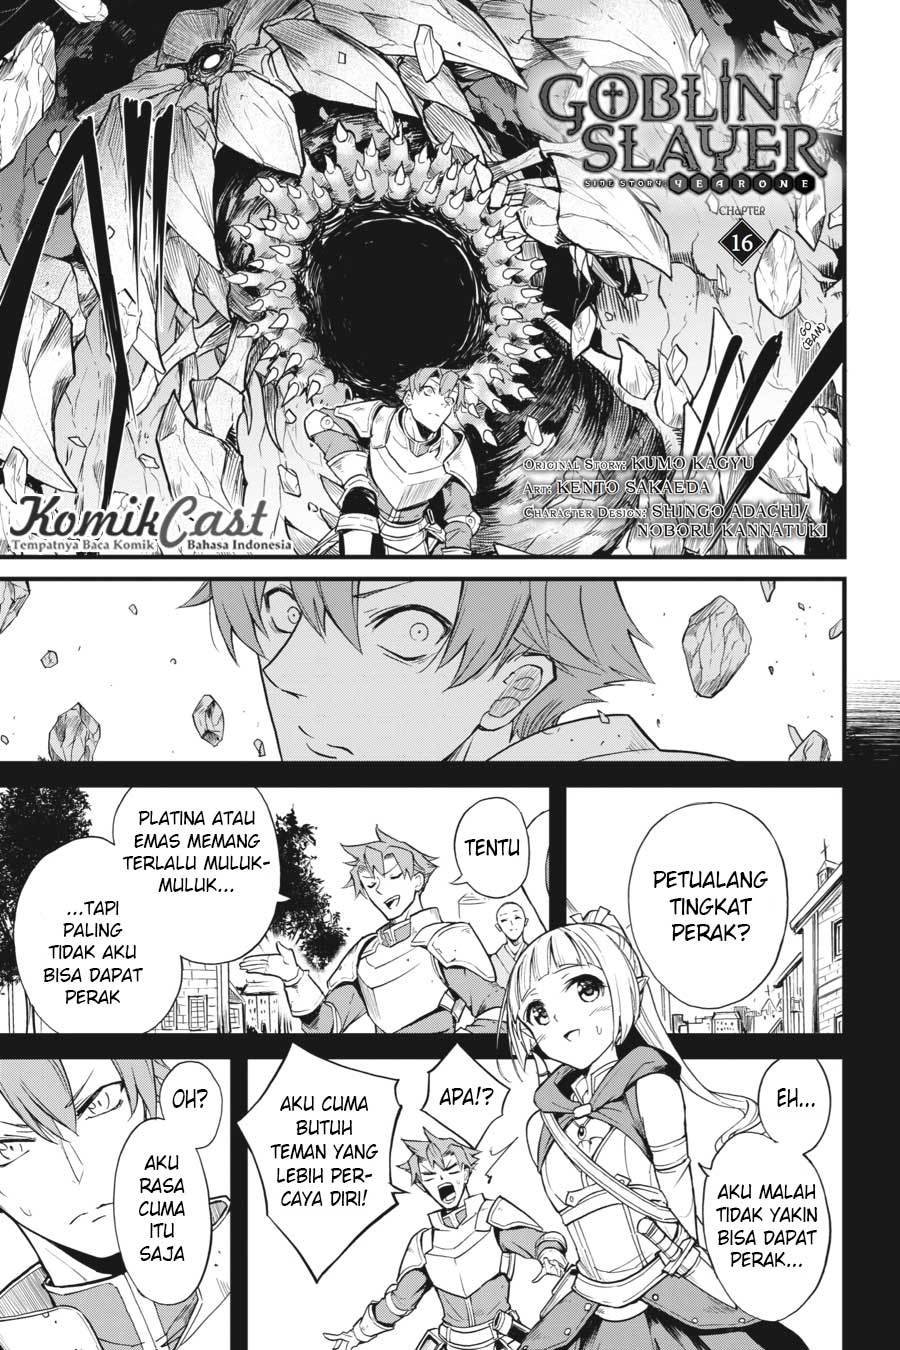 GOBLIN
SLAYER
SIDE STORY: YEAR ONE
CHAPTER
16
GO
(BAM)
ORIGINAL STORY: KUMO KAGYU
ART: KENTO SAKAEDA
CHARACTER DESIGN: SHINGO ADACHI/
NOBORU KANNATUKI
KomikCast
Tempatnya Baca Komik Bahasa Indonesia
PETUALANG
TINGKAT
PERAK?
TENTU
PLATINA ATAU
EMAS MEMANG
TERLALU MULUK-
MULUK...
...TAPI
PALING
TIDAK AKU
BISA DAPAT
PERAK
EH...
AKU MALAH
TIDAK YAKIN
BISA DAPAT
PERAK...
APA!?
AKU CUMA
BUTUH
TEMAN YANG
LEBIH PER-
CAYA DIRI!
OH?
AKU
RASA
CUMA
ITU
SAJA